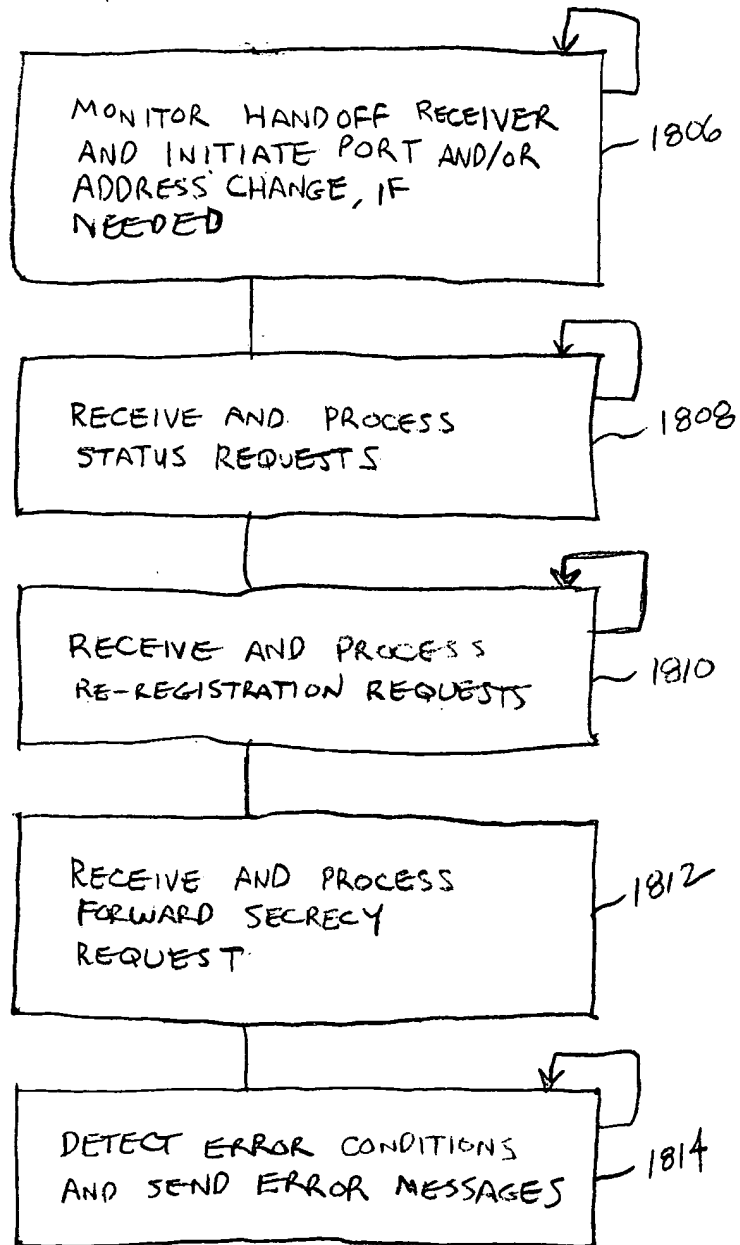 MONITOR HANDOFF RECEIVER
AND INITIATE PORT AND/OR
ADDRESS CHANGE, IF
NEEDED
1806
RECEIVE AND PROCESS
STATUS REQUESTS
1808
RECEIVE AND PROCESS
RE-REGISTRATION REQUESTS
1810
RECEIVE AND PROCESS
FORWARD SECRECY
REQUEST
1812
DETECT ERROR CONDITIONS
AND SEND ERROR MESSAGES
1814